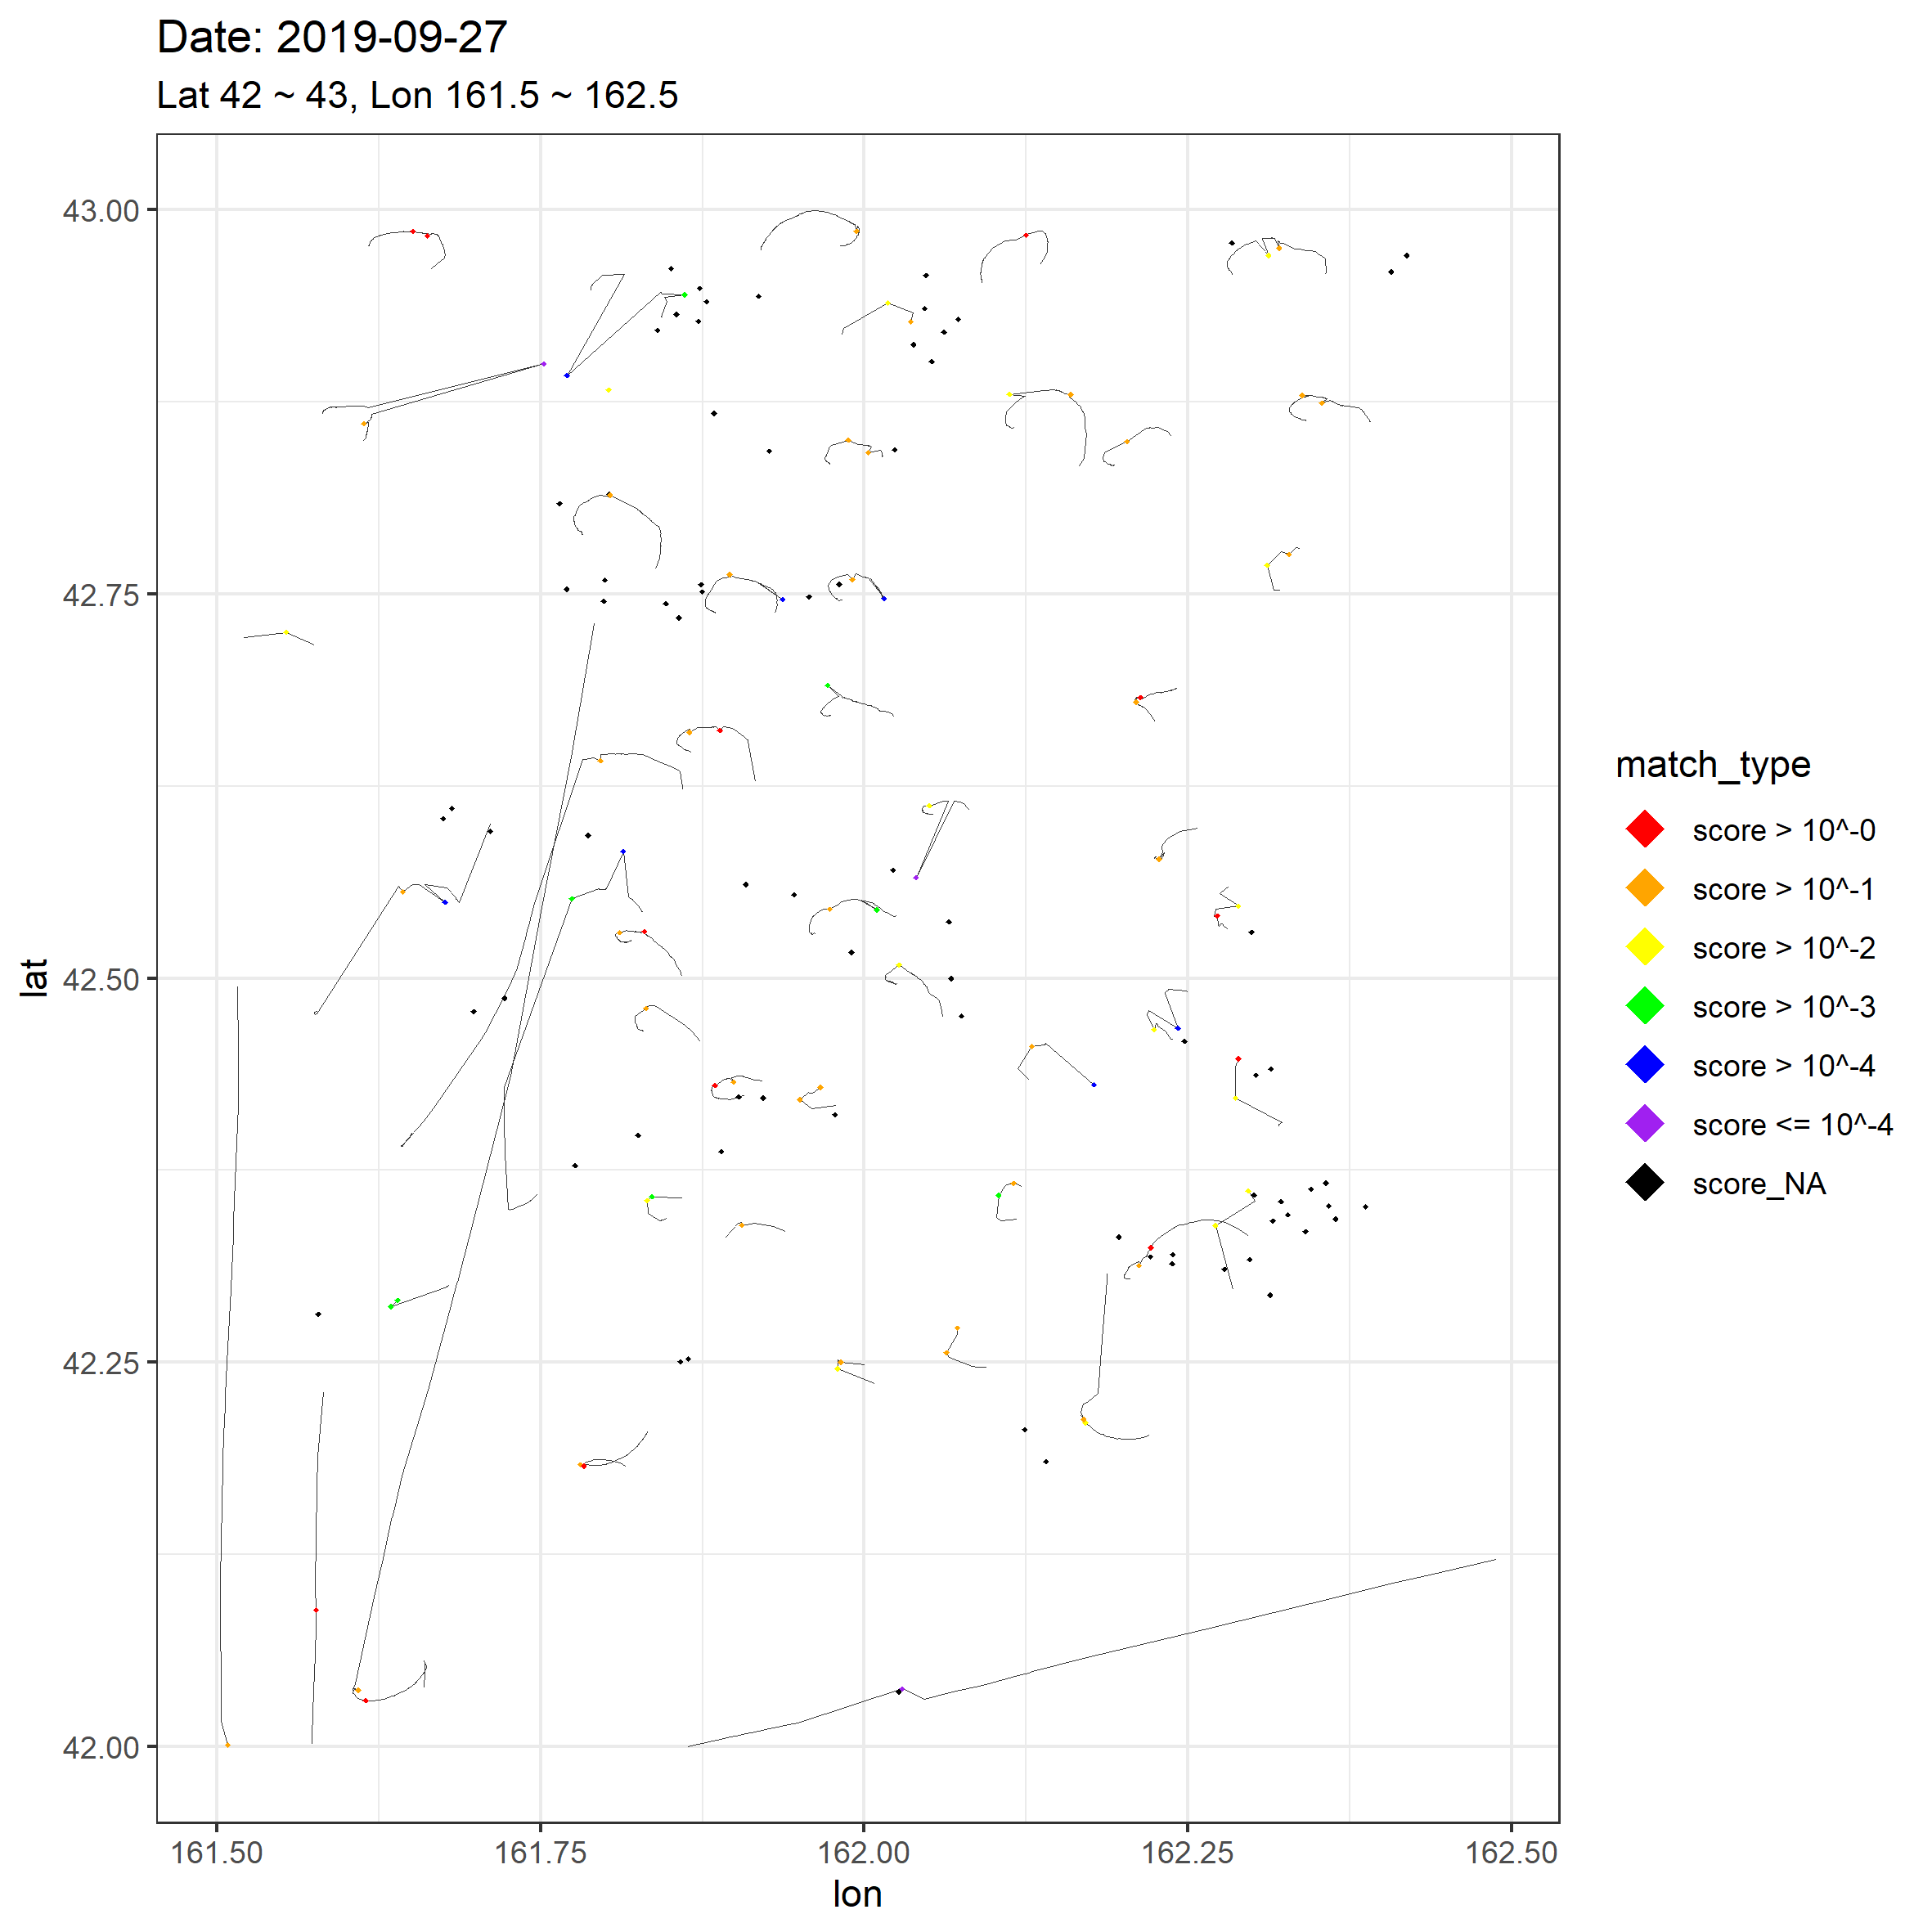 Date: 2019-09-27
Lat 42 ~ 43, Lon 161.5 ~ 162.5
43.00
42.75
42.50
42.25
42.00
lat
161.50
161.75
162.00
162.25
162.50
lon
match_type
score > 10^-0
score > 10^-1
score > 10^-2
score > 10^-3
score > 10^-4
score <= 10^-4
score_NA